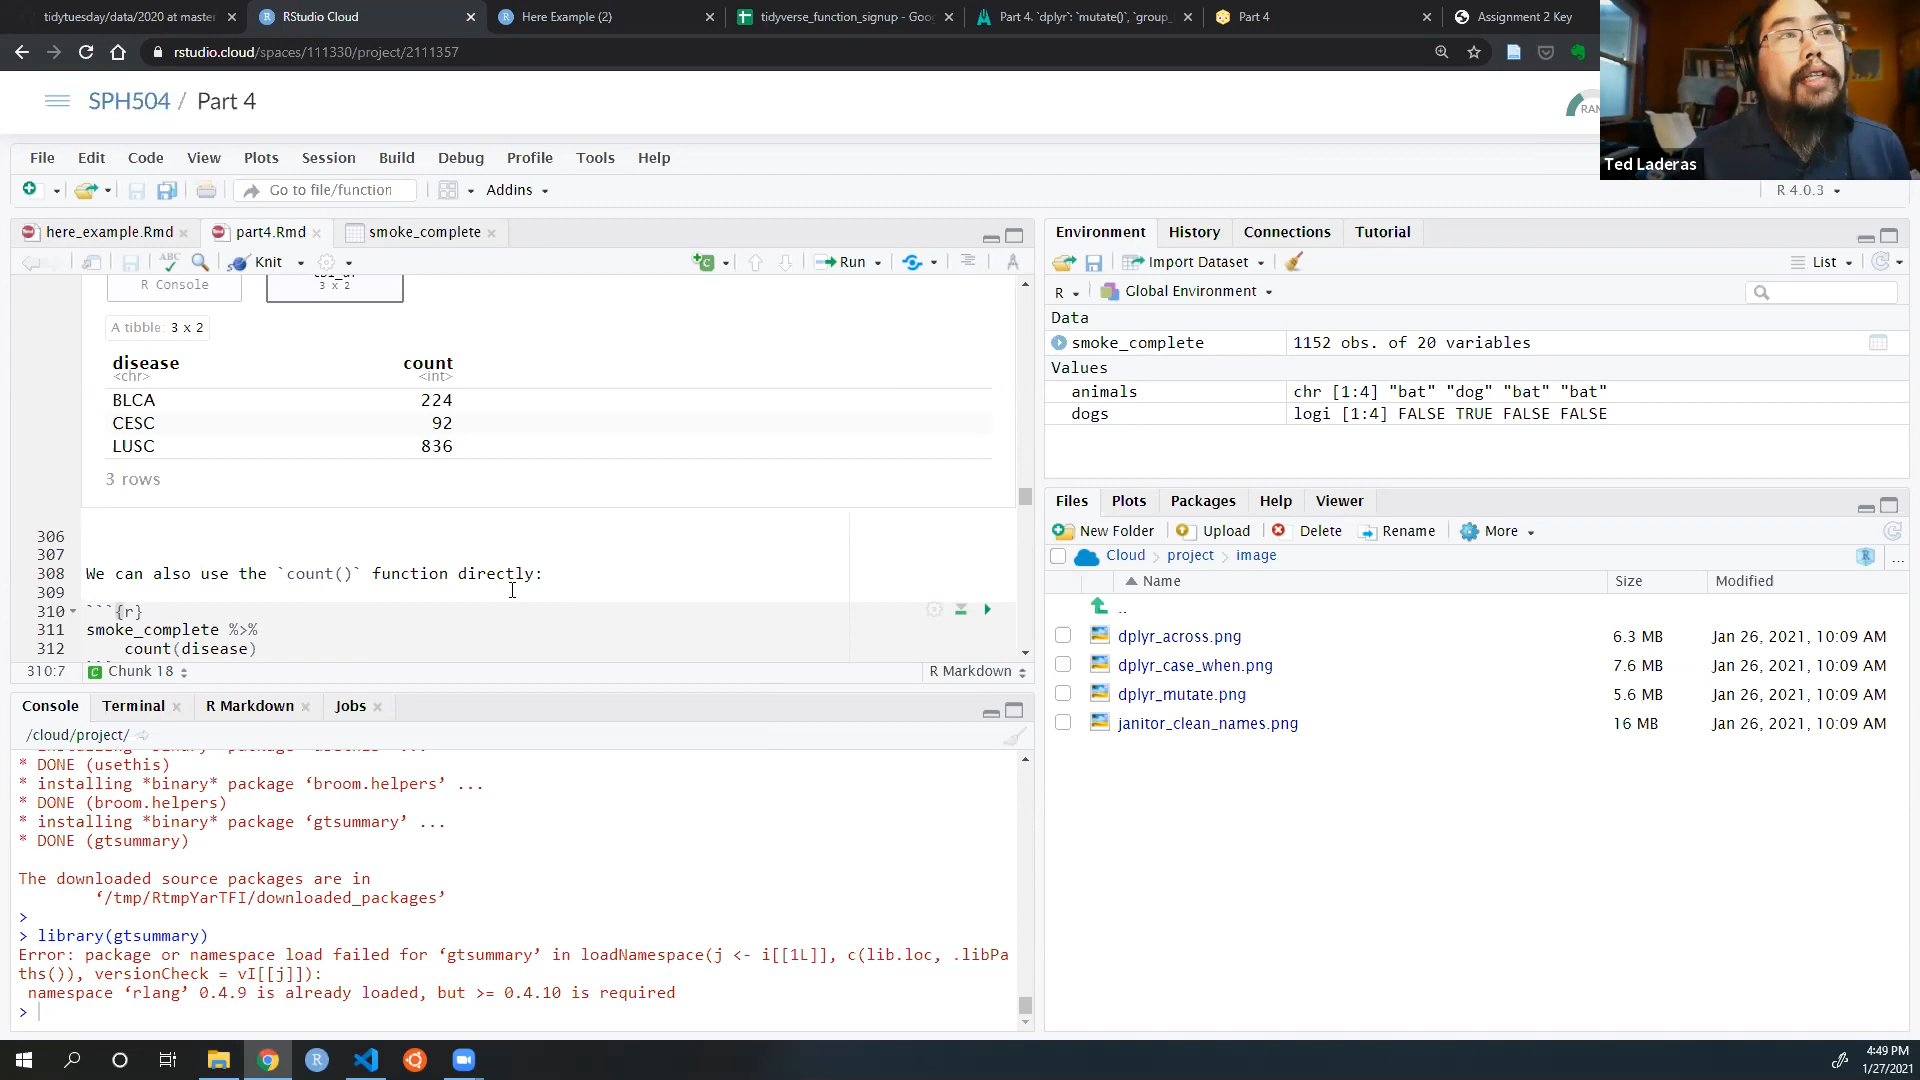 tidytuesday/data/2020 at master
RStudio Cloud
Here Example (2)
tidyverse_function_signup - Goo
Part 4. `dplyr`: `mutate()`, `group_
Part 4
Assignment 2 Key
rstudio.cloud/spaces/111330/project/2111357
SPH504 / Part 4
RAM
Ted Laderas
File Edit Code View Plots Session Build Debug Profile Tools Help
Go to file/function
Addins
R 4.0.3
here_example.Rmd
part4.Rmd
smoke_complete
ABC
Knit
Run
R Console
3 x 2
A tibble: 3 x 2
disease count
<chr> <int>
BLCA 224
CESC 92
LUSC 836
3 rows
306
307
308 We can also use the `count()` function directly:
309
310 ```{r}
311 smoke_complete %>%
312 count(disease)
310:7 Chunk 18 R Markdown
Console Terminal R Markdown Jobs
/cloud/project/
* DONE (usethis)
* installing *binary* package ‘broom.helpers’ ...
* DONE (broom.helpers)
* installing *binary* package ‘gtsummary’ ...
* DONE (gtsummary)
The downloaded source packages are in
‘/tmp/RtmpYarTFI/downloaded_packages’
>
> library(gtsummary)
Error: package or namespace load failed for ‘gtsummary’ in loadNamespace(j <- i[[1L]], c(lib.loc, .libPa
ths()), versionCheck = vI[[j]]):
namespace ‘rlang’ 0.4.9 is already loaded, but >= 0.4.10 is required
>
Environment History Connections Tutorial
Import Dataset
List
R Global Environment
Data
smoke_complete 1152 obs. of 20 variables
Values
animals chr [1:4] "bat" "dog" "bat" "bat"
dogs logi [1:4] FALSE TRUE FALSE FALSE
Files Plots Packages Help Viewer
New Folder Upload Delete Rename More
Cloud > project > image
...
Name Size Modified
..
dplyr_across.png 6.3 MB Jan 26, 2021, 10:09 AM
dplyr_case_when.png 7.6 MB Jan 26, 2021, 10:09 AM
dplyr_mutate.png 5.6 MB Jan 26, 2021, 10:09 AM
janitor_clean_names.png 16 MB Jan 26, 2021, 10:09 AM
4:49 PM
1/27/2021